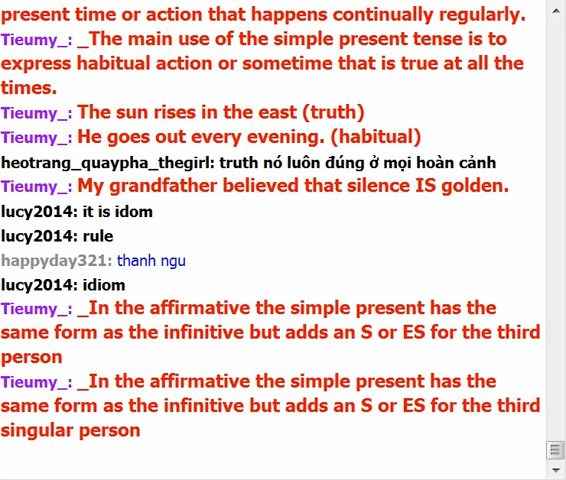 present time or action that happens continually regularly.
Tieumy_: _The main use of the simple present tense is to
express habitual action or sometime that is true at all the
times.
Tieumy_: The sun rises in the east (truth)
Tieumy_: He goes out every evening. (habitual)
heotrang_quaypha_thegirl: truth nó luôn đúng ở mọi hoàn cảnh
Tieumy_: My grandfather believed that silence IS golden.
lucy2014: it is idom
lucy2014: rule
happyday321: thanh ngu
lucy2014: idiom
Tieumy_: _In the affirmative the simple present has the
same form as the infinitive but adds an S or ES for the third
person
Tieumy_: _In the affirmative the simple present has the
same form as the infinitive but adds an S or ES for the third
singular person